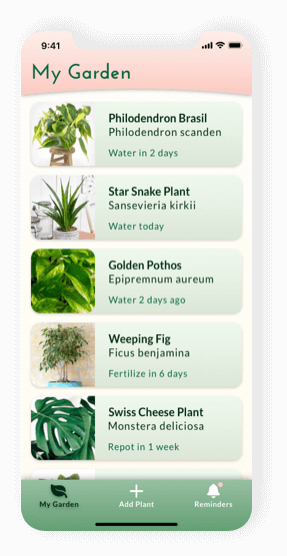 9:41
My Garden
Philodendron Brasil
Philodendron scanden
Water in 2 days
Star Snake Plant
Sansevieria kirkii
Water today
Golden Pothos
Epipremnum aureum
Water 2 days ago
Weeping Fig
Ficus benjamina
Fertilize in 6 days
Swiss Cheese Plant
Monstera deliciosa
Repot in 1 week
My Garden
Add Plant
Reminders